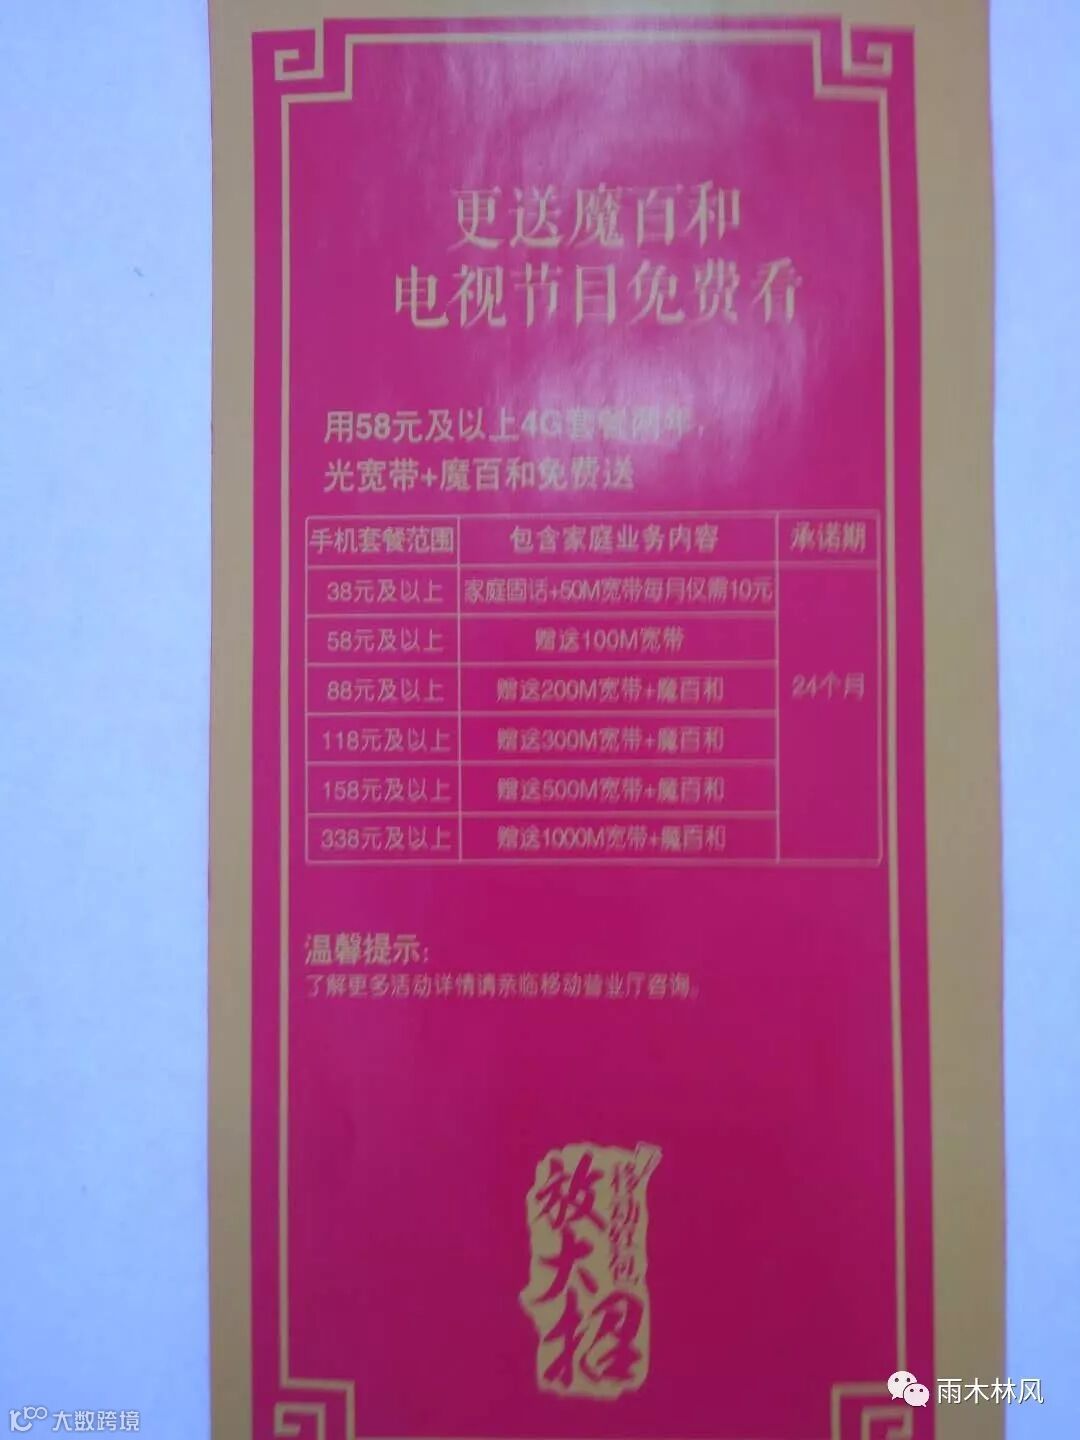 更送魔百和
电视节目免费看
用58元及以上4G套餐两年，
光宽带+魔百和免费送
手机套餐范围 包含家庭业务内容 承诺期
38元及以上 家庭固话+50M宽带每月仅需10元
58元及以上 赠送100M宽带
88元及以上 赠送200M宽带+魔百和 24个月
118元及以上 赠送300M宽带+魔百和
158元及以上 赠送500M宽带+魔百和
338元及以上 赠送1000M宽带+魔百和
温馨提示：
了解更多活动详情请亲临移动营业厅咨询。
移动红包
放大招
雨木林风
大数跨境